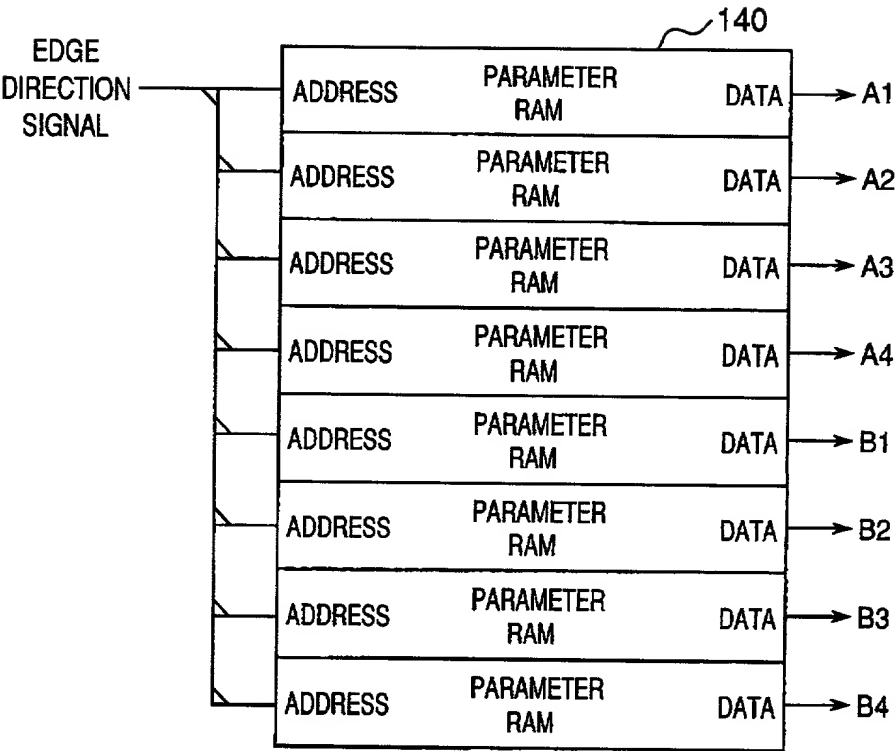 140
EDGE
DIRECTION
SIGNAL
ADDRESS PARAMETER RAM DATA A1
ADDRESS PARAMETER RAM DATA A2
ADDRESS PARAMETER RAM DATA A3
ADDRESS PARAMETER RAM DATA A4
ADDRESS PARAMETER RAM DATA B1
ADDRESS PARAMETER RAM DATA B2
ADDRESS PARAMETER RAM DATA B3
ADDRESS PARAMETER RAM DATA B4